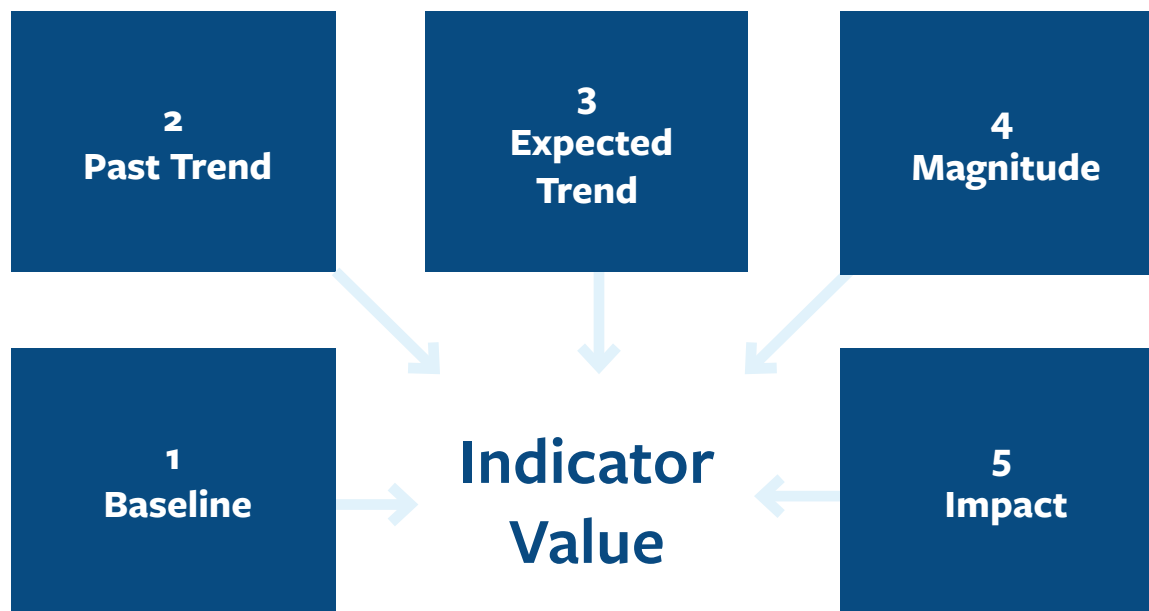 2
Past Trend
3
Expected
Trend
4
Magnitude
1
Baseline
Indicator
Value
5
Impact